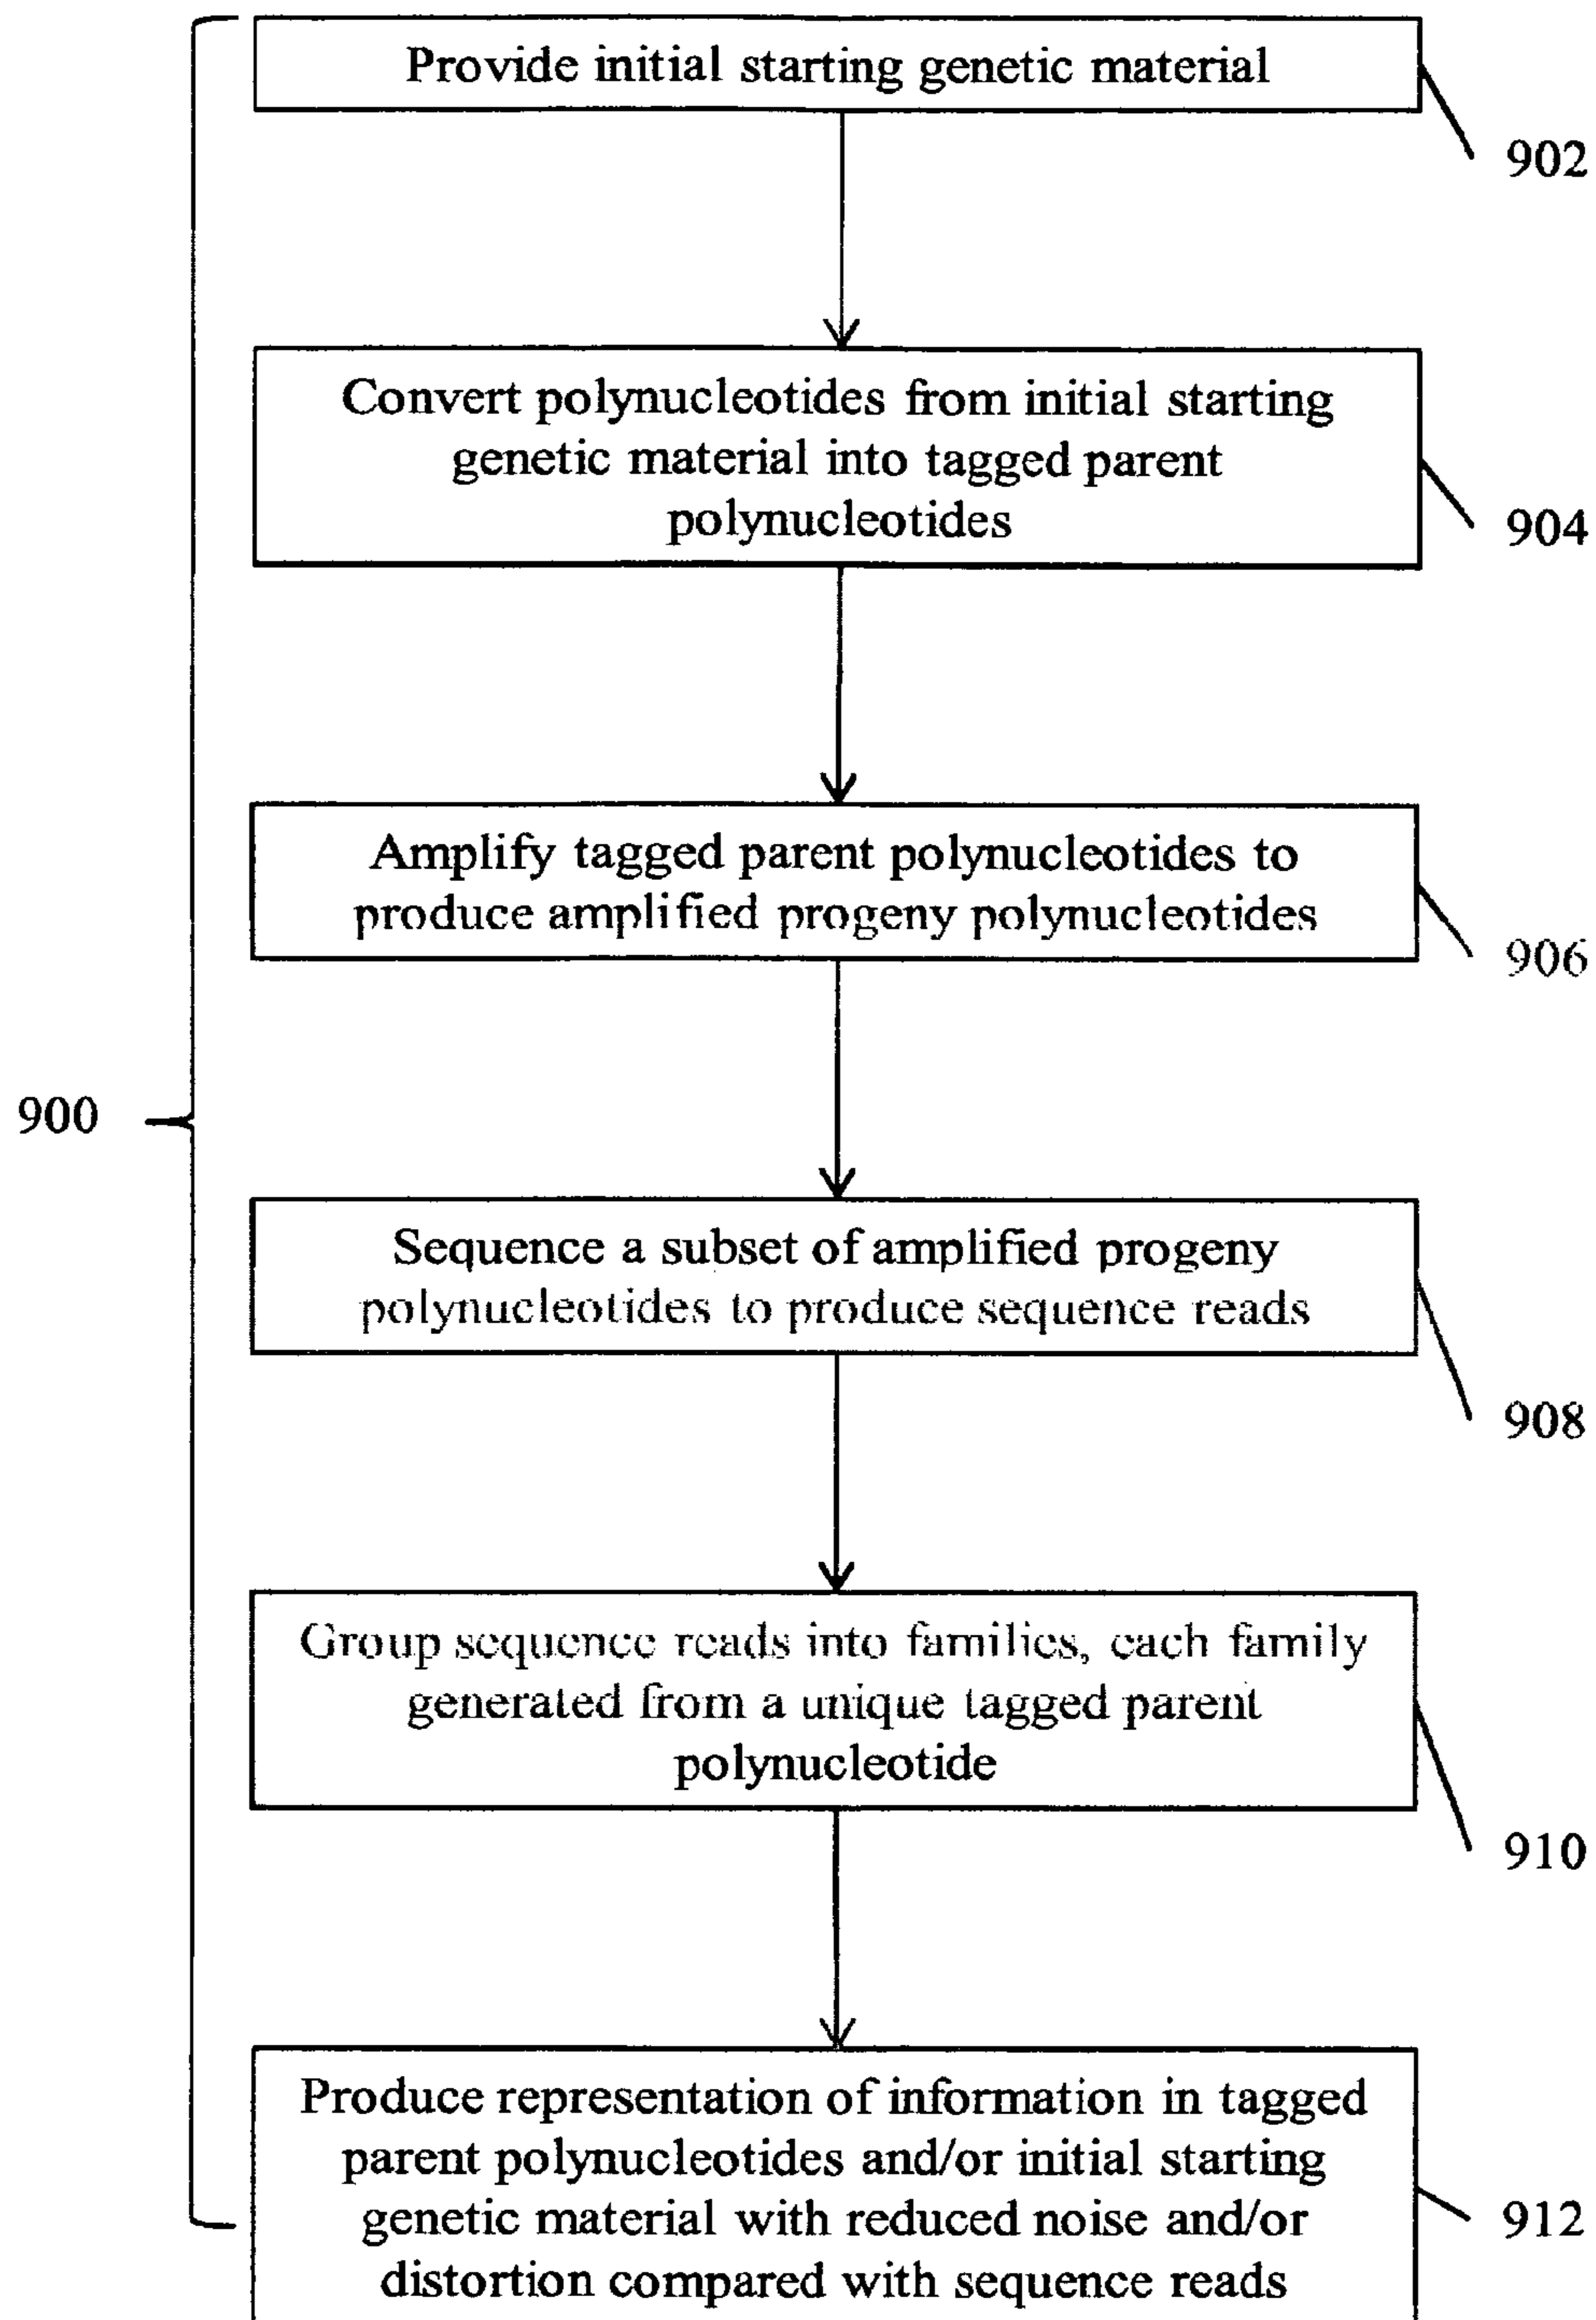 Provide initial starting genetic material
902
Convert polynucleotides from initial starting
genetic material into tagged parent
polynucleotides
904
Amplify tagged parent polynucleotides to
produce amplified progeny polynucleotides
906
900
Sequence a subset of amplified progeny
polynucleotides to produce sequence reads
908
Group sequence reads into families, each family
generated from a unique tagged parent
polynucleotide
910
Produce representation of information in tagged
parent polynucleotides and/or initial starting
genetic material with reduced noise and/or
distortion compared with sequence reads
912